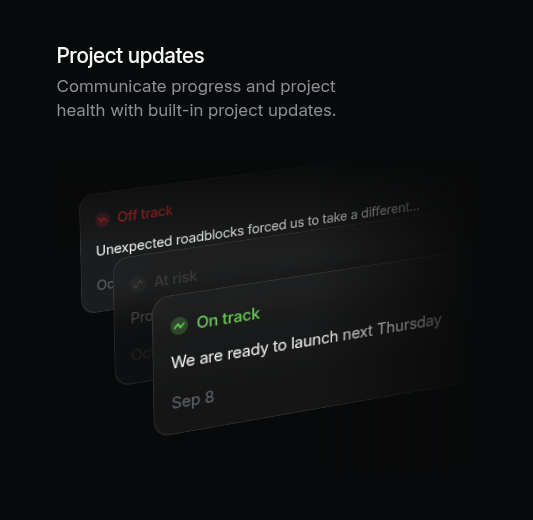 Project updates
Communicate progress and project
health with built-in project updates.
Off track
Unexpected roadblocks forced us to take a different...
At risk
On track
We are ready to launch next Thursday
Sep 8